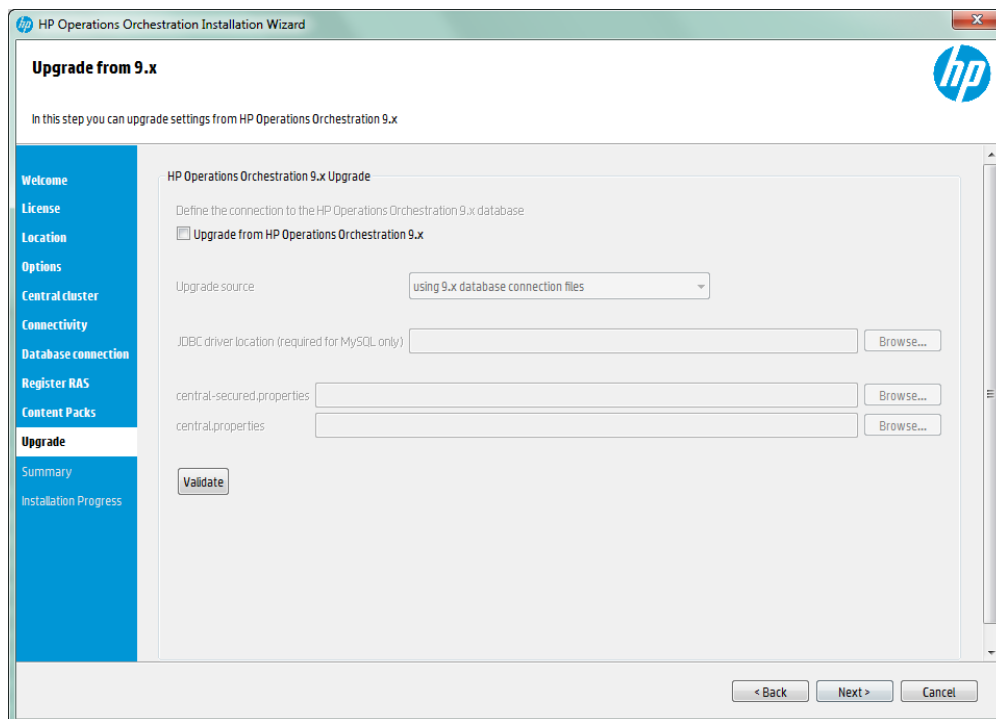 hp HP Operations Orchestration Installation Wizard
Upgrade from 9.x
hp
In this step you can upgrade settings from HP Operations Orchestration 9.x
Welcome
License
Location
Options
Central cluster
Connectivity
Database connection
Register RAS
Content Packs
Upgrade
Summary
Installation Progress
HP Operations Orchestration 9.x Upgrade
Define the connection to the HP Operations Orchestration 9.x database
Upgrade from HP Operations Orchestration 9.x
Upgrade source using 9.x database connection files
JDBC driver location (required for MySQL only) Browse...
central-secured.properties Browse...
central.properties Browse...
Validate
< Back Next > Cancel